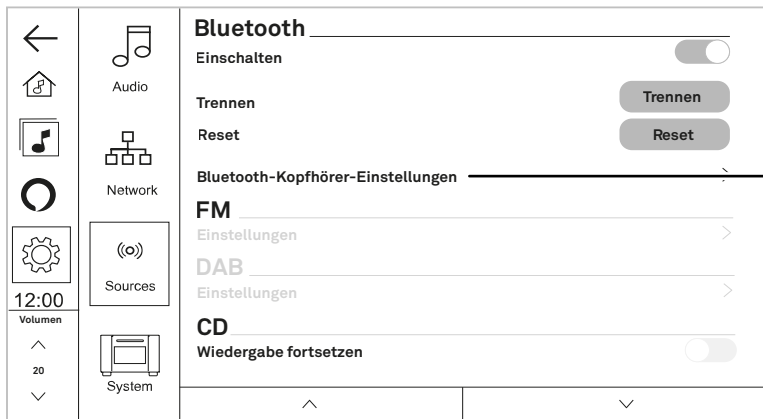 Bluetooth
Einschalten
Audio
Trennen
Trennen
Reset
Reset
Bluetooth-Kopfhörer-Einstellungen
Network
FM
Einstellungen
DAB
Einstellungen
Sources
12:00
Volumen
20
CD
Wiedergabe fortsetzen
System